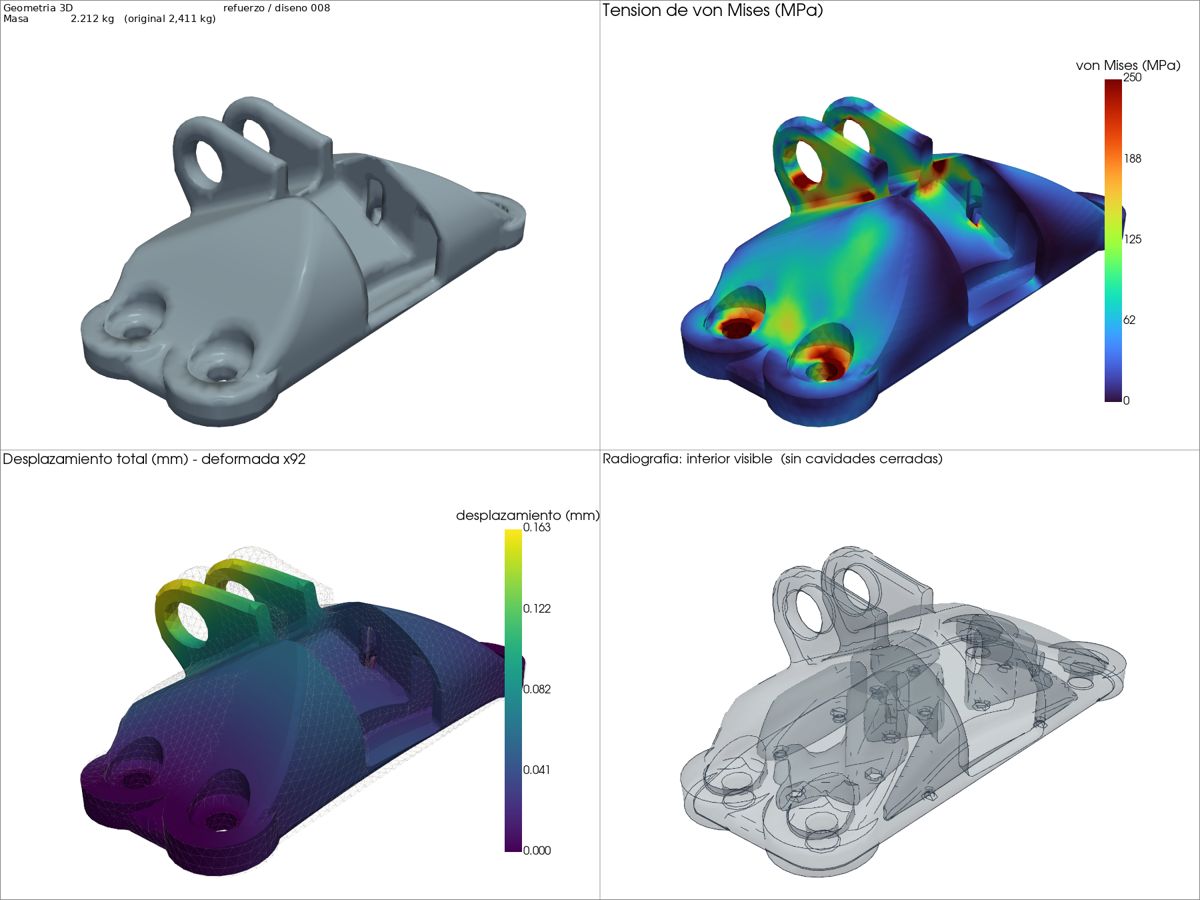 Geometria 3D refuerzo / diseno 008
Masa 2.212 kg (original 2,411 kg)
Tension de von Mises (MPa)
von Mises (MPa)
250
188
125
62
0
Desplazamiento total (mm) - deformada x92
desplazamiento (mm)
0.163
0.122
0.082
0.041
0.000
Radiografia: interior visible (sin cavidades cerradas)